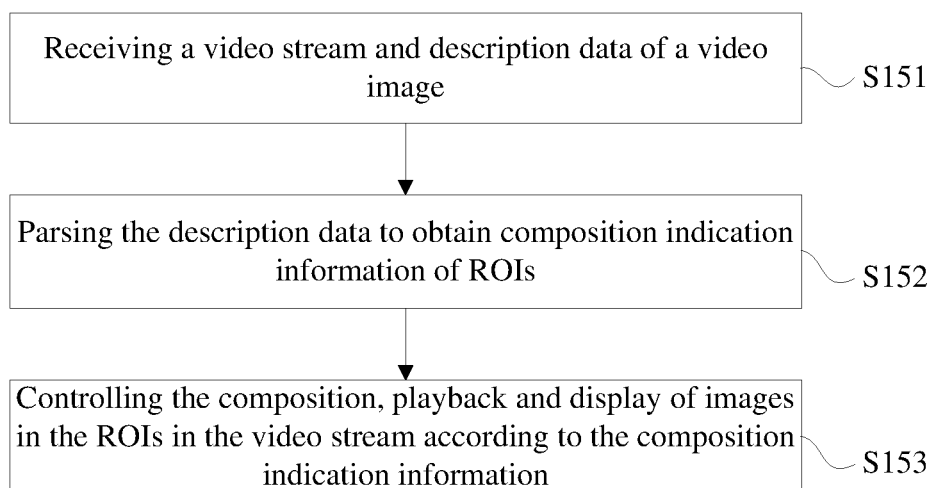 Receiving a video stream and description data of a video
image
S151
Parsing the description data to obtain composition indication
information of ROIs
S152
Controlling the composition, playback and display of images
in the ROIs in the video stream according to the composition
indication information
S153